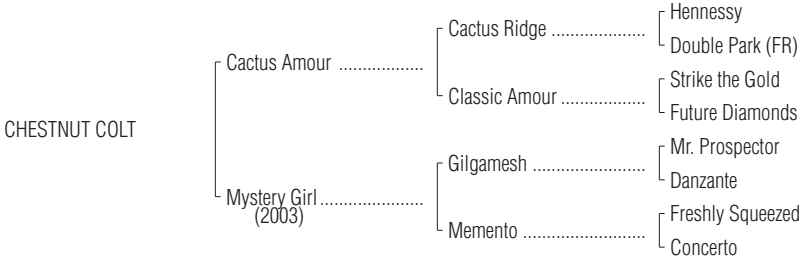 Hennessy
Cactus Ridge .....................
Double Park (FR)
Cactus Amour ...................
Strike the Gold
Classic Amour ...................
Future Diamonds
CHESTNUT COLT
Mr. Prospector
Gilgamesh .........................
Danzante
Mystery Girl .......................
(2003)
Freshly Squeezed
Memento ...........................
Concerto